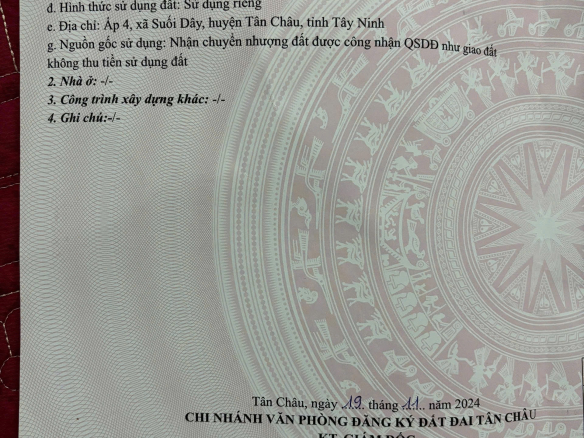 đ. Hình thức sử dụng đất: Sử dụng riêng
e. Địa chỉ: Ấp 4, xã Suối Dây, huyện Tân Châu, tỉnh Tây Ninh
g. Nguồn gốc sử dụng: Nhận chuyển nhượng đất được công nhận QSDĐ như giao đất
không thu tiền sử dụng đất
2. Nhà ở: -/-
3. Công trình xây dựng khác: -/-
4. Ghi chú:-/-
Tân Châu, ngày .19. tháng .11.. năm 2024
CHI NHÁNH VĂN PHÒNG ĐĂNG KÝ ĐẤT ĐAI TÂN CHÂU
KT. GIÁM ĐỐC